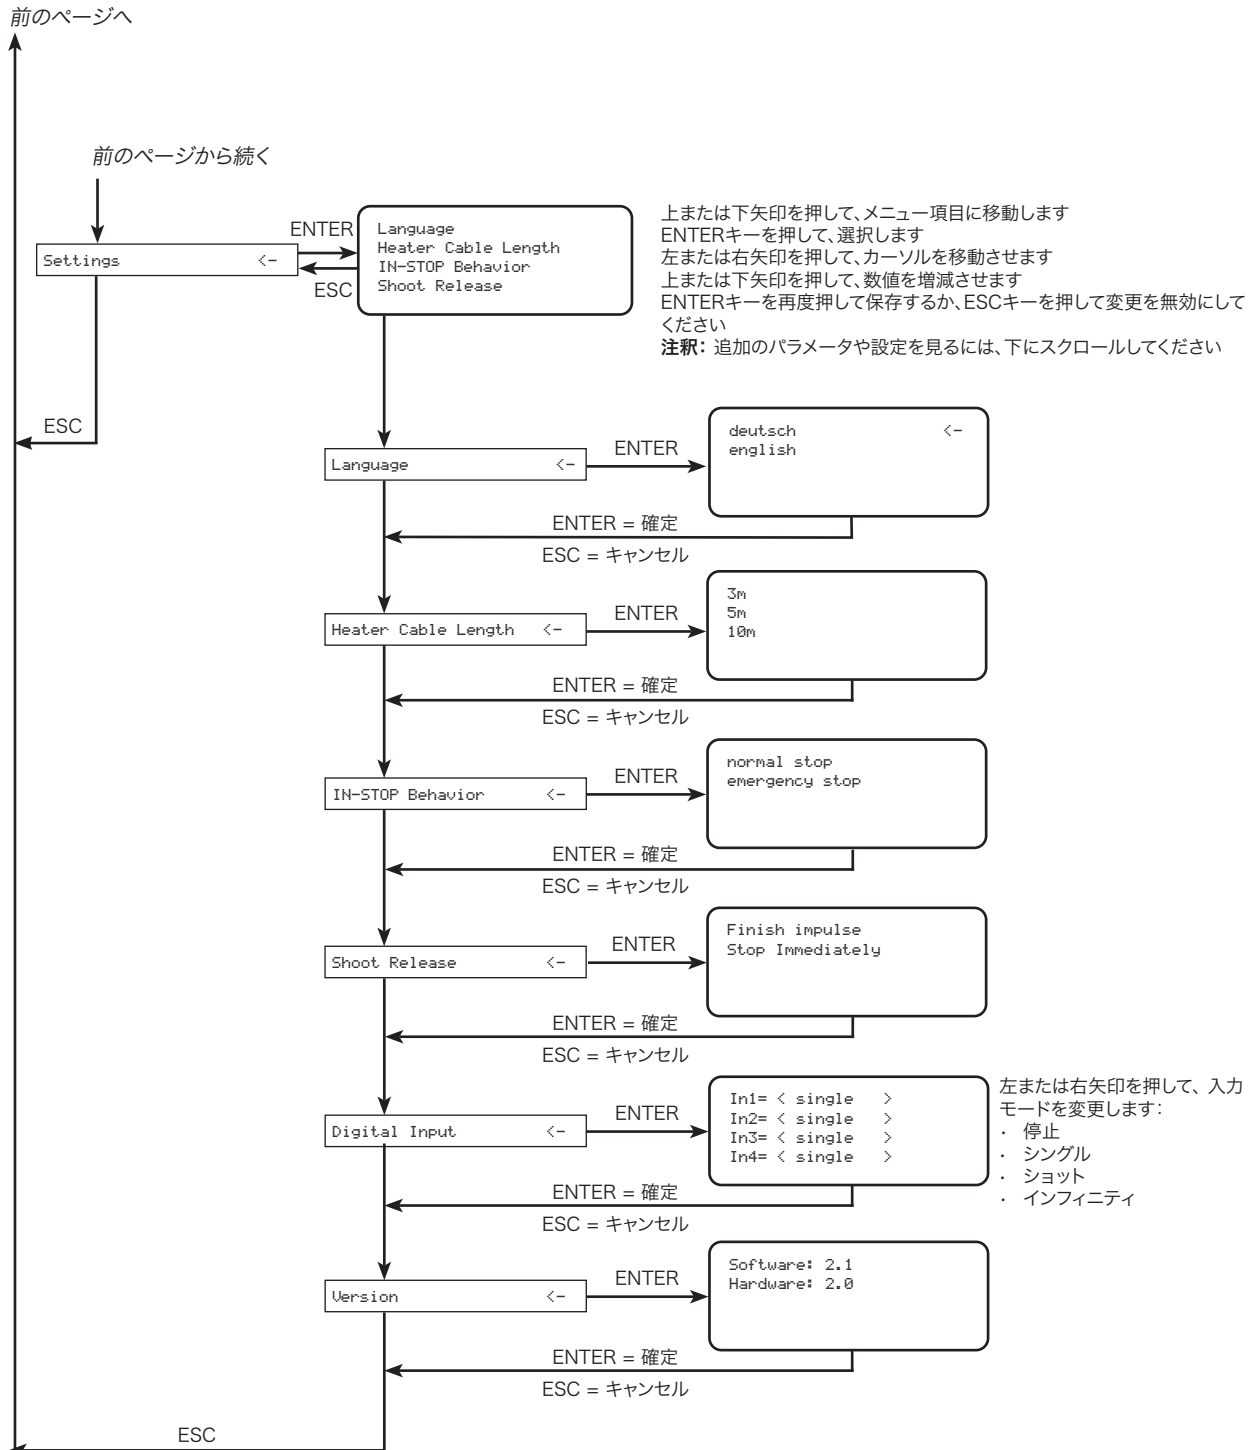 前のページへ
前のページから続く
Settings <-
ENTER
ESC
Language
Heater Cable Length
IN-STOP Behavior
Shoot Release
上または下矢印を押して、メニュー項目に移動します
ENTERキーを押して、選択します
左または右矢印を押して、カーソルを移動させます
上または下矢印を押して、数値を増減させます
ENTERキーを再度押して保存するか、ESCキーを押して変更を無効にして
ください
注釈： 追加のパラメータや設定を見るには、下にスクロールしてください
ESC
Language <-
ENTER
deutsch <-
english
ENTER = 確定
ESC = キャンセル
Heater Cable Length <-
ENTER
3m
5m
10m
ENTER = 確定
ESC = キャンセル
IN-STOP Behavior <-
ENTER
normal stop
emergency stop
ENTER = 確定
ESC = キャンセル
Shoot Release <-
ENTER
Finish impulse
Stop Immediately
ENTER = 確定
ESC = キャンセル
Digital Input <-
ENTER
In1= < single >
In2= < single >
In3= < single >
In4= < single >
左または右矢印を押して、入力
モードを変更します：
· 停止
· シングル
· ショット
· インフィニティ
ENTER = 確定
ESC = キャンセル
Version <-
ENTER
Software: 2.1
Hardware: 2.0
ENTER = 確定
ESC = キャンセル
ESC